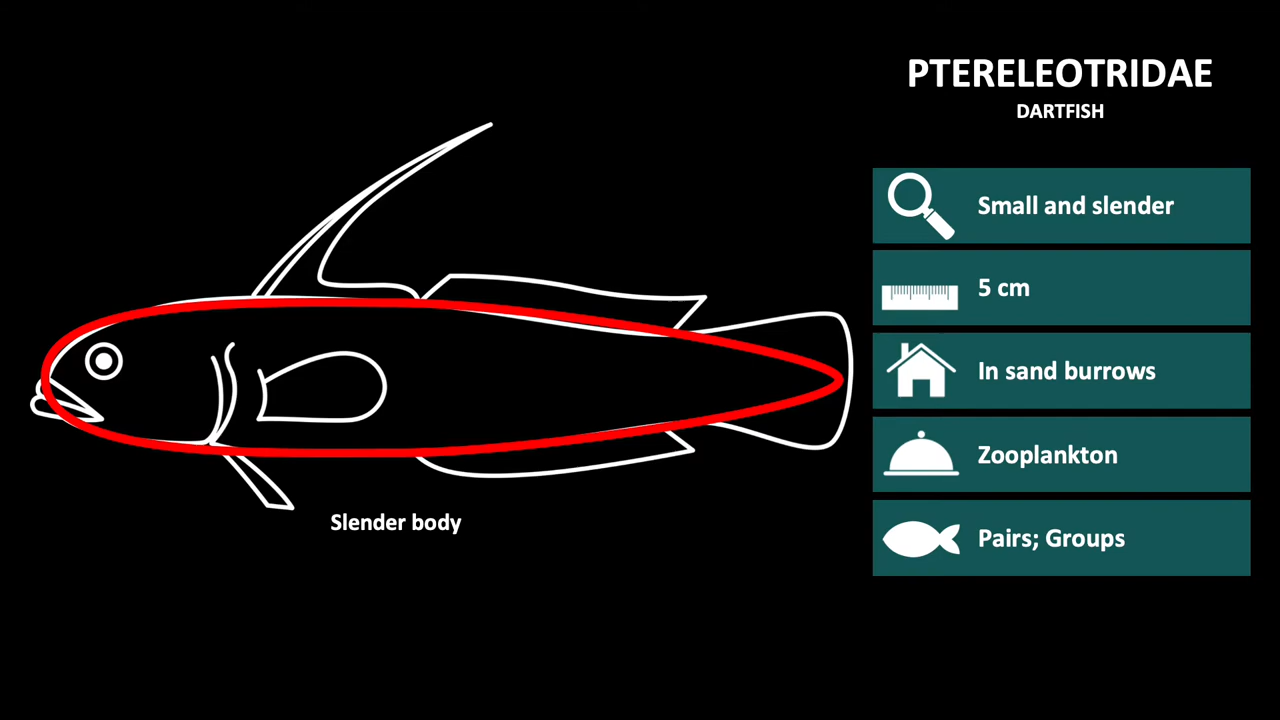 PTERELEOTRIDAE
DARTFISH
Small and slender
5 cm
In sand burrows
Zooplankton
Pairs; Groups
Slender body